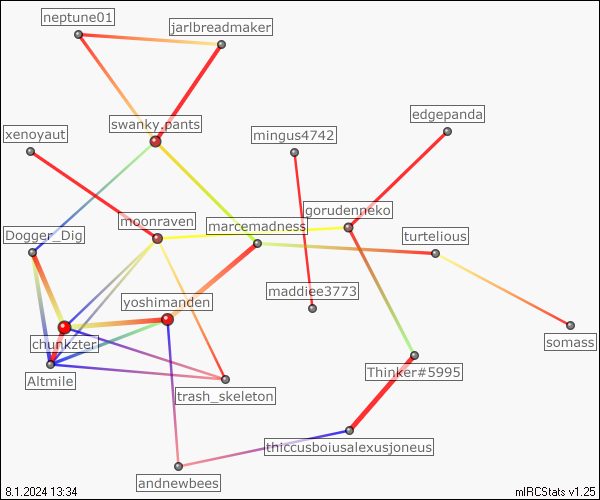 neptune01
jarlbreadmaker
edgepanda
swanky.pants
xenoyaut
mingus4742
gorudenneko
moonraven
marcemadness
Dogger_Dig
turtelious
maddiee3773
yoshimanden
chunkzter
somass
Thinker#5995
Altmile
trash_skeleton
thiccusboiusalexusjoneus
andnewbees
8.1.2024 13:34
mIRCStats v1.25